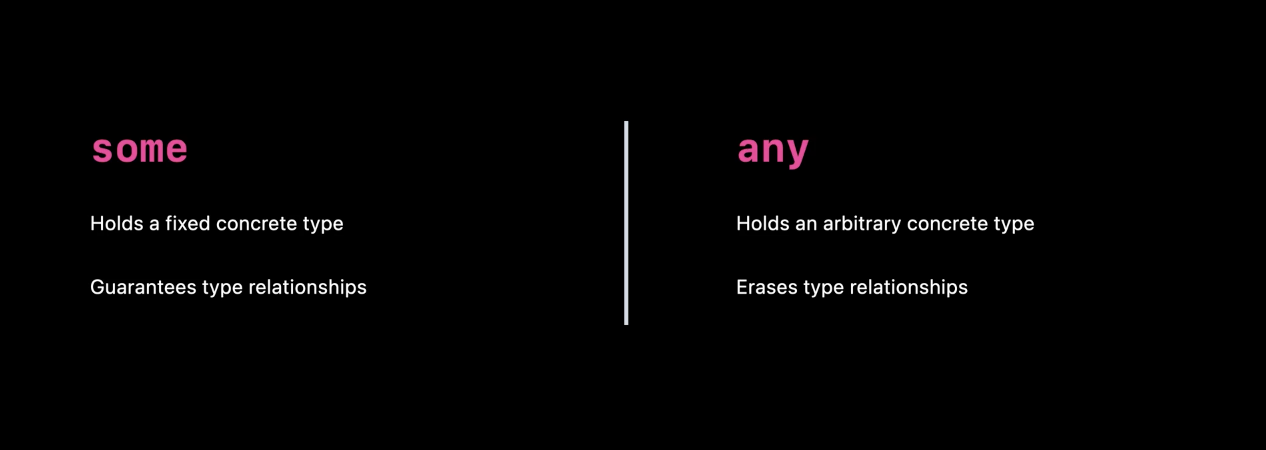 some
Holds a fixed concrete type
Guarantees type relationships
any
Holds an arbitrary concrete type
Erases type relationships